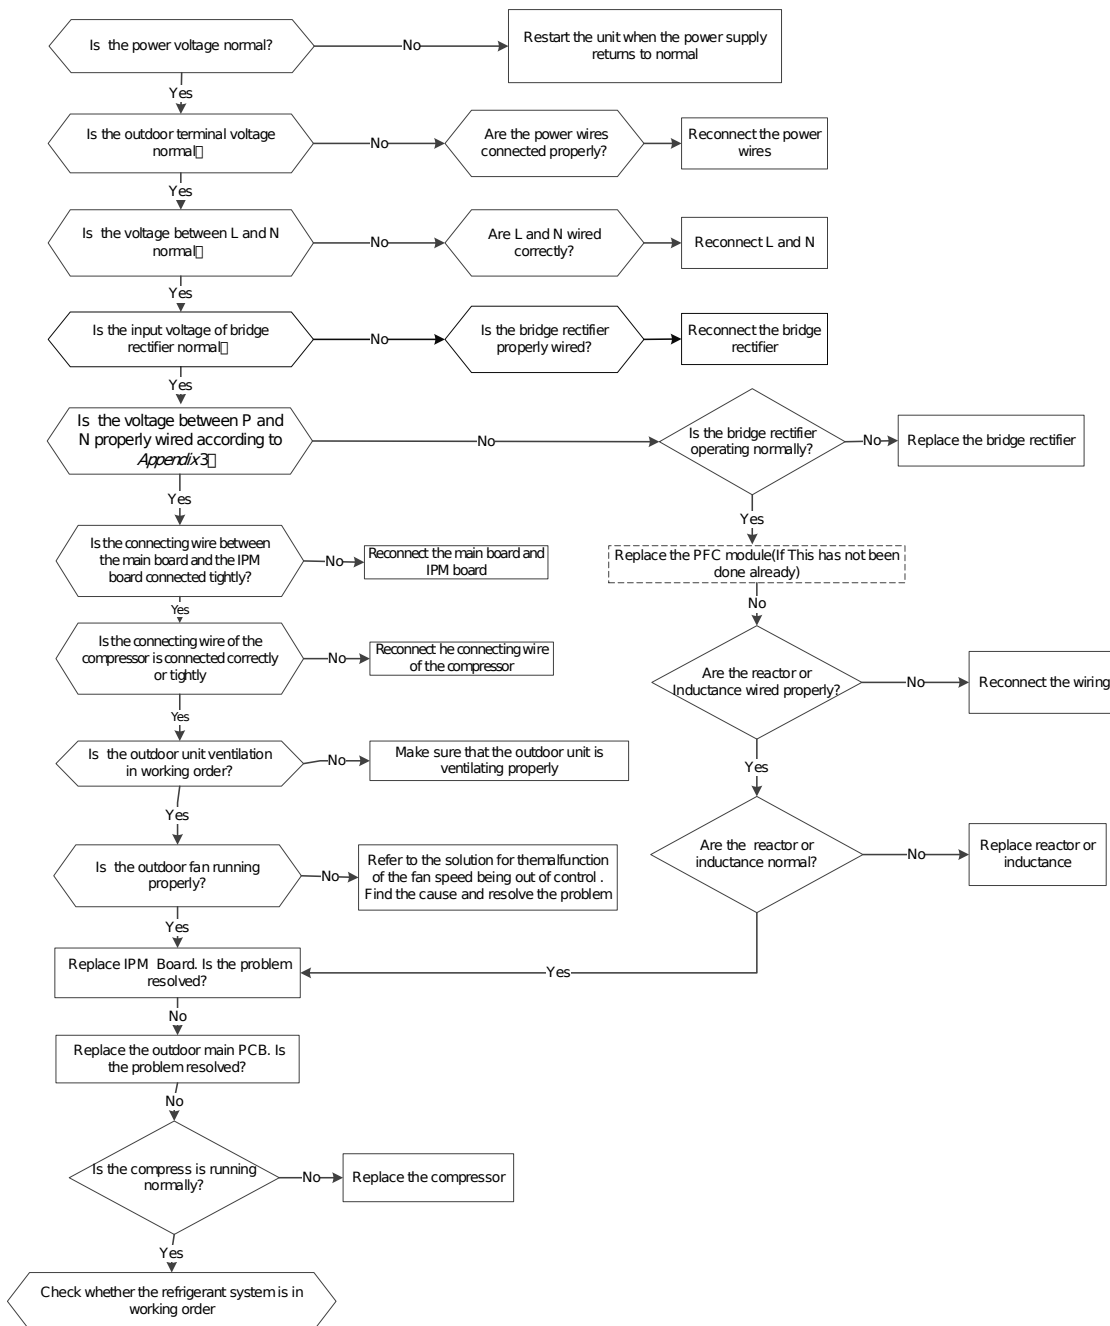 Is the power voltage normal?
No
Restart the unit when the power supply
returns to normal
Yes
Is the outdoor terminal voltage
normal▯
No
Are the power wires
connected properly?
Reconnect the power
wires
Yes
Is the voltage between L and N
normal▯
No
Are L and N wired
correctly?
Reconnect L and N
Yes
Is the input voltage of bridge
rectifier normal▯
No
Is the bridge rectifier
properly wired?
Reconnect the bridge
rectifier
Yes
Is the voltage between P and
N properly wired according to
Appendix 3▯
No
Is the bridge rectifier
operating normally?
No
Replace the bridge rectifier
Yes
Yes
Is the connecting wire between
the main board and the IPM
board connected tightly?
No
Reconnect the main board and
IPM board
Replace the PFC module(If This has not been
done already)
Yes
No
Is the connecting wire of the
compressor is connected correctly
or tightly
No
Reconnect he connecting wire
of the compressor
Are the reactor or
Inductance wired properly?
No
Reconnect the wiring
Yes
Is the outdoor unit ventilation
in working order?
No
Make sure that the outdoor unit is
ventilating properly
Yes
Yes
Is the outdoor fan running
properly?
No
Refer to the solution for themalfunction
of the fan speed being out of control .
Find the cause and resolve the problem
Are the reactor or
inductance normal?
No
Replace reactor or
inductance
Yes
Replace IPM Board. Is the problem
resolved?
Yes
No
Replace the outdoor main PCB. Is
the problem resolved?
No
Is the compress is running
normally?
No
Replace the compressor
Yes
Check whether the refrigerant system is in
working order